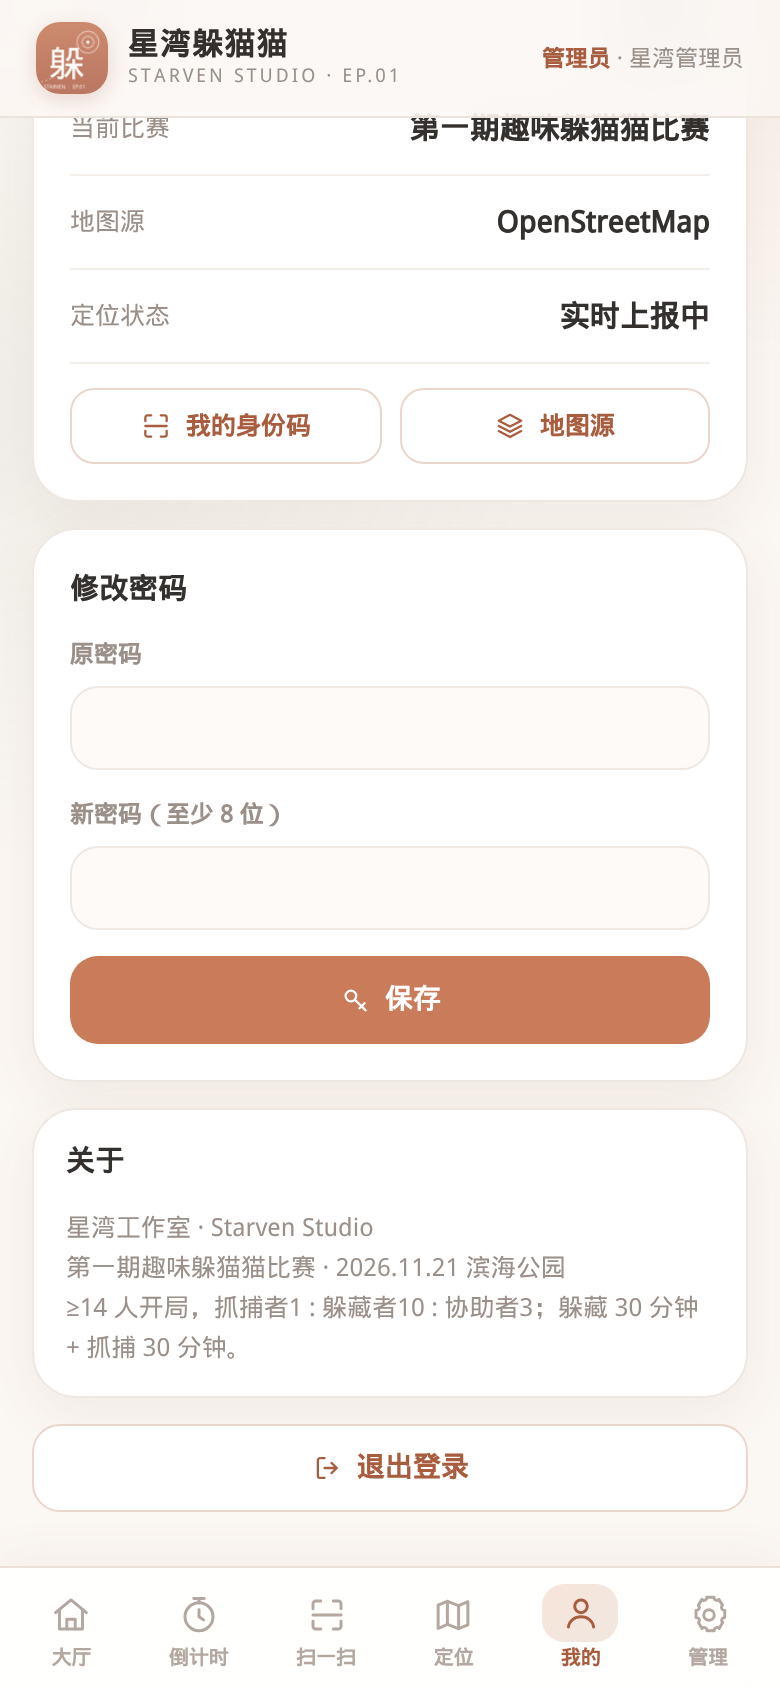 躲
星湾躲猫猫
STARVEN STUDIO · EP.01
管理员 · 星湾管理员
当前比赛
第一期趣味躲猫猫比赛
地图源
OpenStreetMap
定位状态
实时上报中
我的身份码
地图源
修改密码
原密码
新密码（至少 8 位）
保存
关于
星湾工作室 · Starven Studio
第一期趣味躲猫猫比赛 · 2026.11.21 滨海公园
≥14 人开局，抓捕者1 : 躲藏者10 : 协助者3；躲藏 30 分钟
+ 抓捕 30 分钟。
退出登录
大厅
倒计时
扫一扫
定位
我的
管理